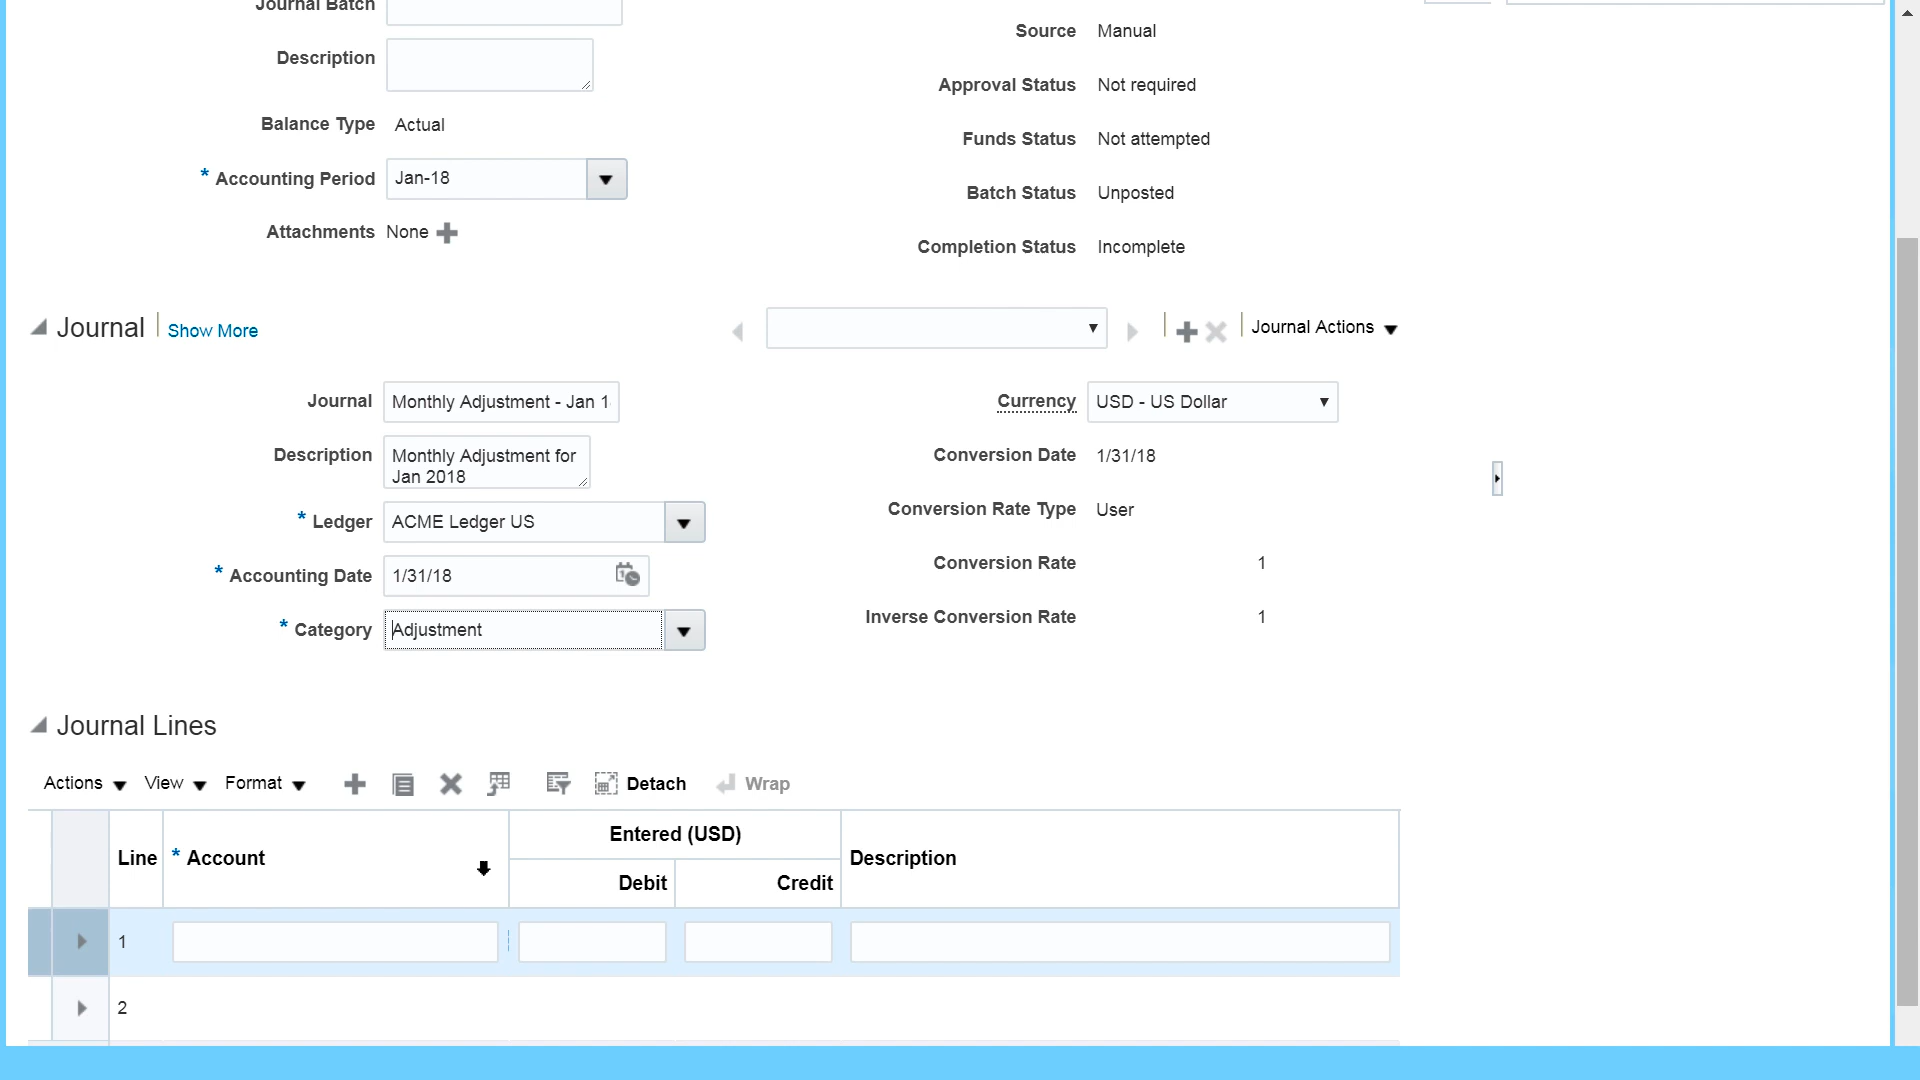 Journal Batch
Description
Balance Type Actual
* Accounting Period Jan-18
Attachments None
Source Manual
Approval Status Not required
Funds Status Not attempted
Batch Status Unposted
Completion Status Incomplete
Journal Show More
Journal Actions
Journal Monthly Adjustment - Jan 1
Description Monthly Adjustment for
Jan 2018
* Ledger ACME Ledger US
* Accounting Date 1/31/18
* Category Adjustment
Currency USD - US Dollar
Conversion Date 1/31/18
Conversion Rate Type User
Conversion Rate 1
Inverse Conversion Rate 1
Journal Lines
Actions View Format Detach Wrap
Line * Account Entered (USD) Description
Debit Credit
1
2